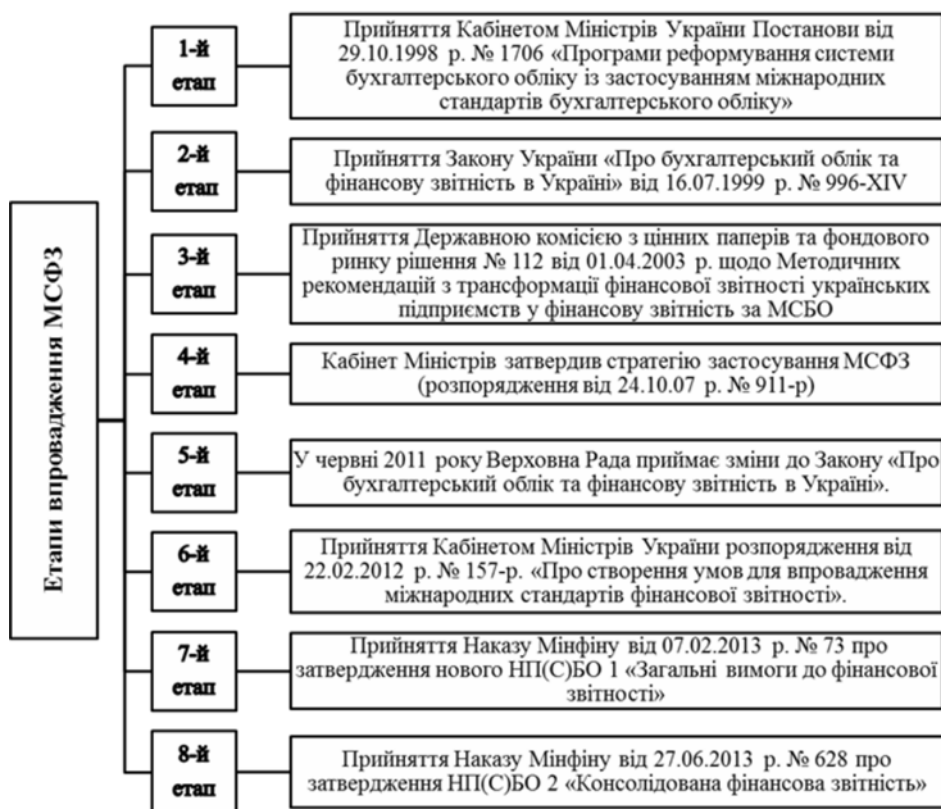 Етапи впровадження МСФЗ
1-й
етап
Прийняття Кабінетом Міністрів України Постанови від
29.10.1998 р. № 1706 «Програми реформування системи
бухгалтерського обліку із застосуванням міжнародних
стандартів бухгалтерського обліку»
2-й
етап
Прийняття Закону України «Про бухгалтерський облік та
фінансову звітність в Україні» від 16.07.1999 р. № 996-XIV
3-й
етап
Прийняття Державною комісією з цінних паперів та фондового
ринку рішення № 112 від 01.04.2003 р. щодо Методичних
рекомендацій з трансформації фінансової звітності українських
підприємств у фінансову звітність за МСБО
4-й
етап
Кабінет Міністрів затвердив стратегію застосування МСФЗ
(розпорядження від 24.10.07 р. № 911-р)
5-й
етап
У червні 2011 року Верховна Рада приймає зміни до Закону «Про
бухгалтерський облік та фінансову звітність в Україні».
6-й
етап
Прийняття Кабінетом Міністрів України розпорядження від
22.02.2012 р. № 157-р. «Про створення умов для впровадження
міжнародних стандартів фінансової звітності».
7-й
етап
Прийняття Наказу Мінфіну від 07.02.2013 р. № 73 про
затвердження нового НП(С)БО 1 «Загальні вимоги до фінансової
звітності»
8-й
етап
Прийняття Наказу Мінфіну від 27.06.2013 р. № 628 про
затвердження НП(С)БО 2 «Консолідована фінансова звітність»